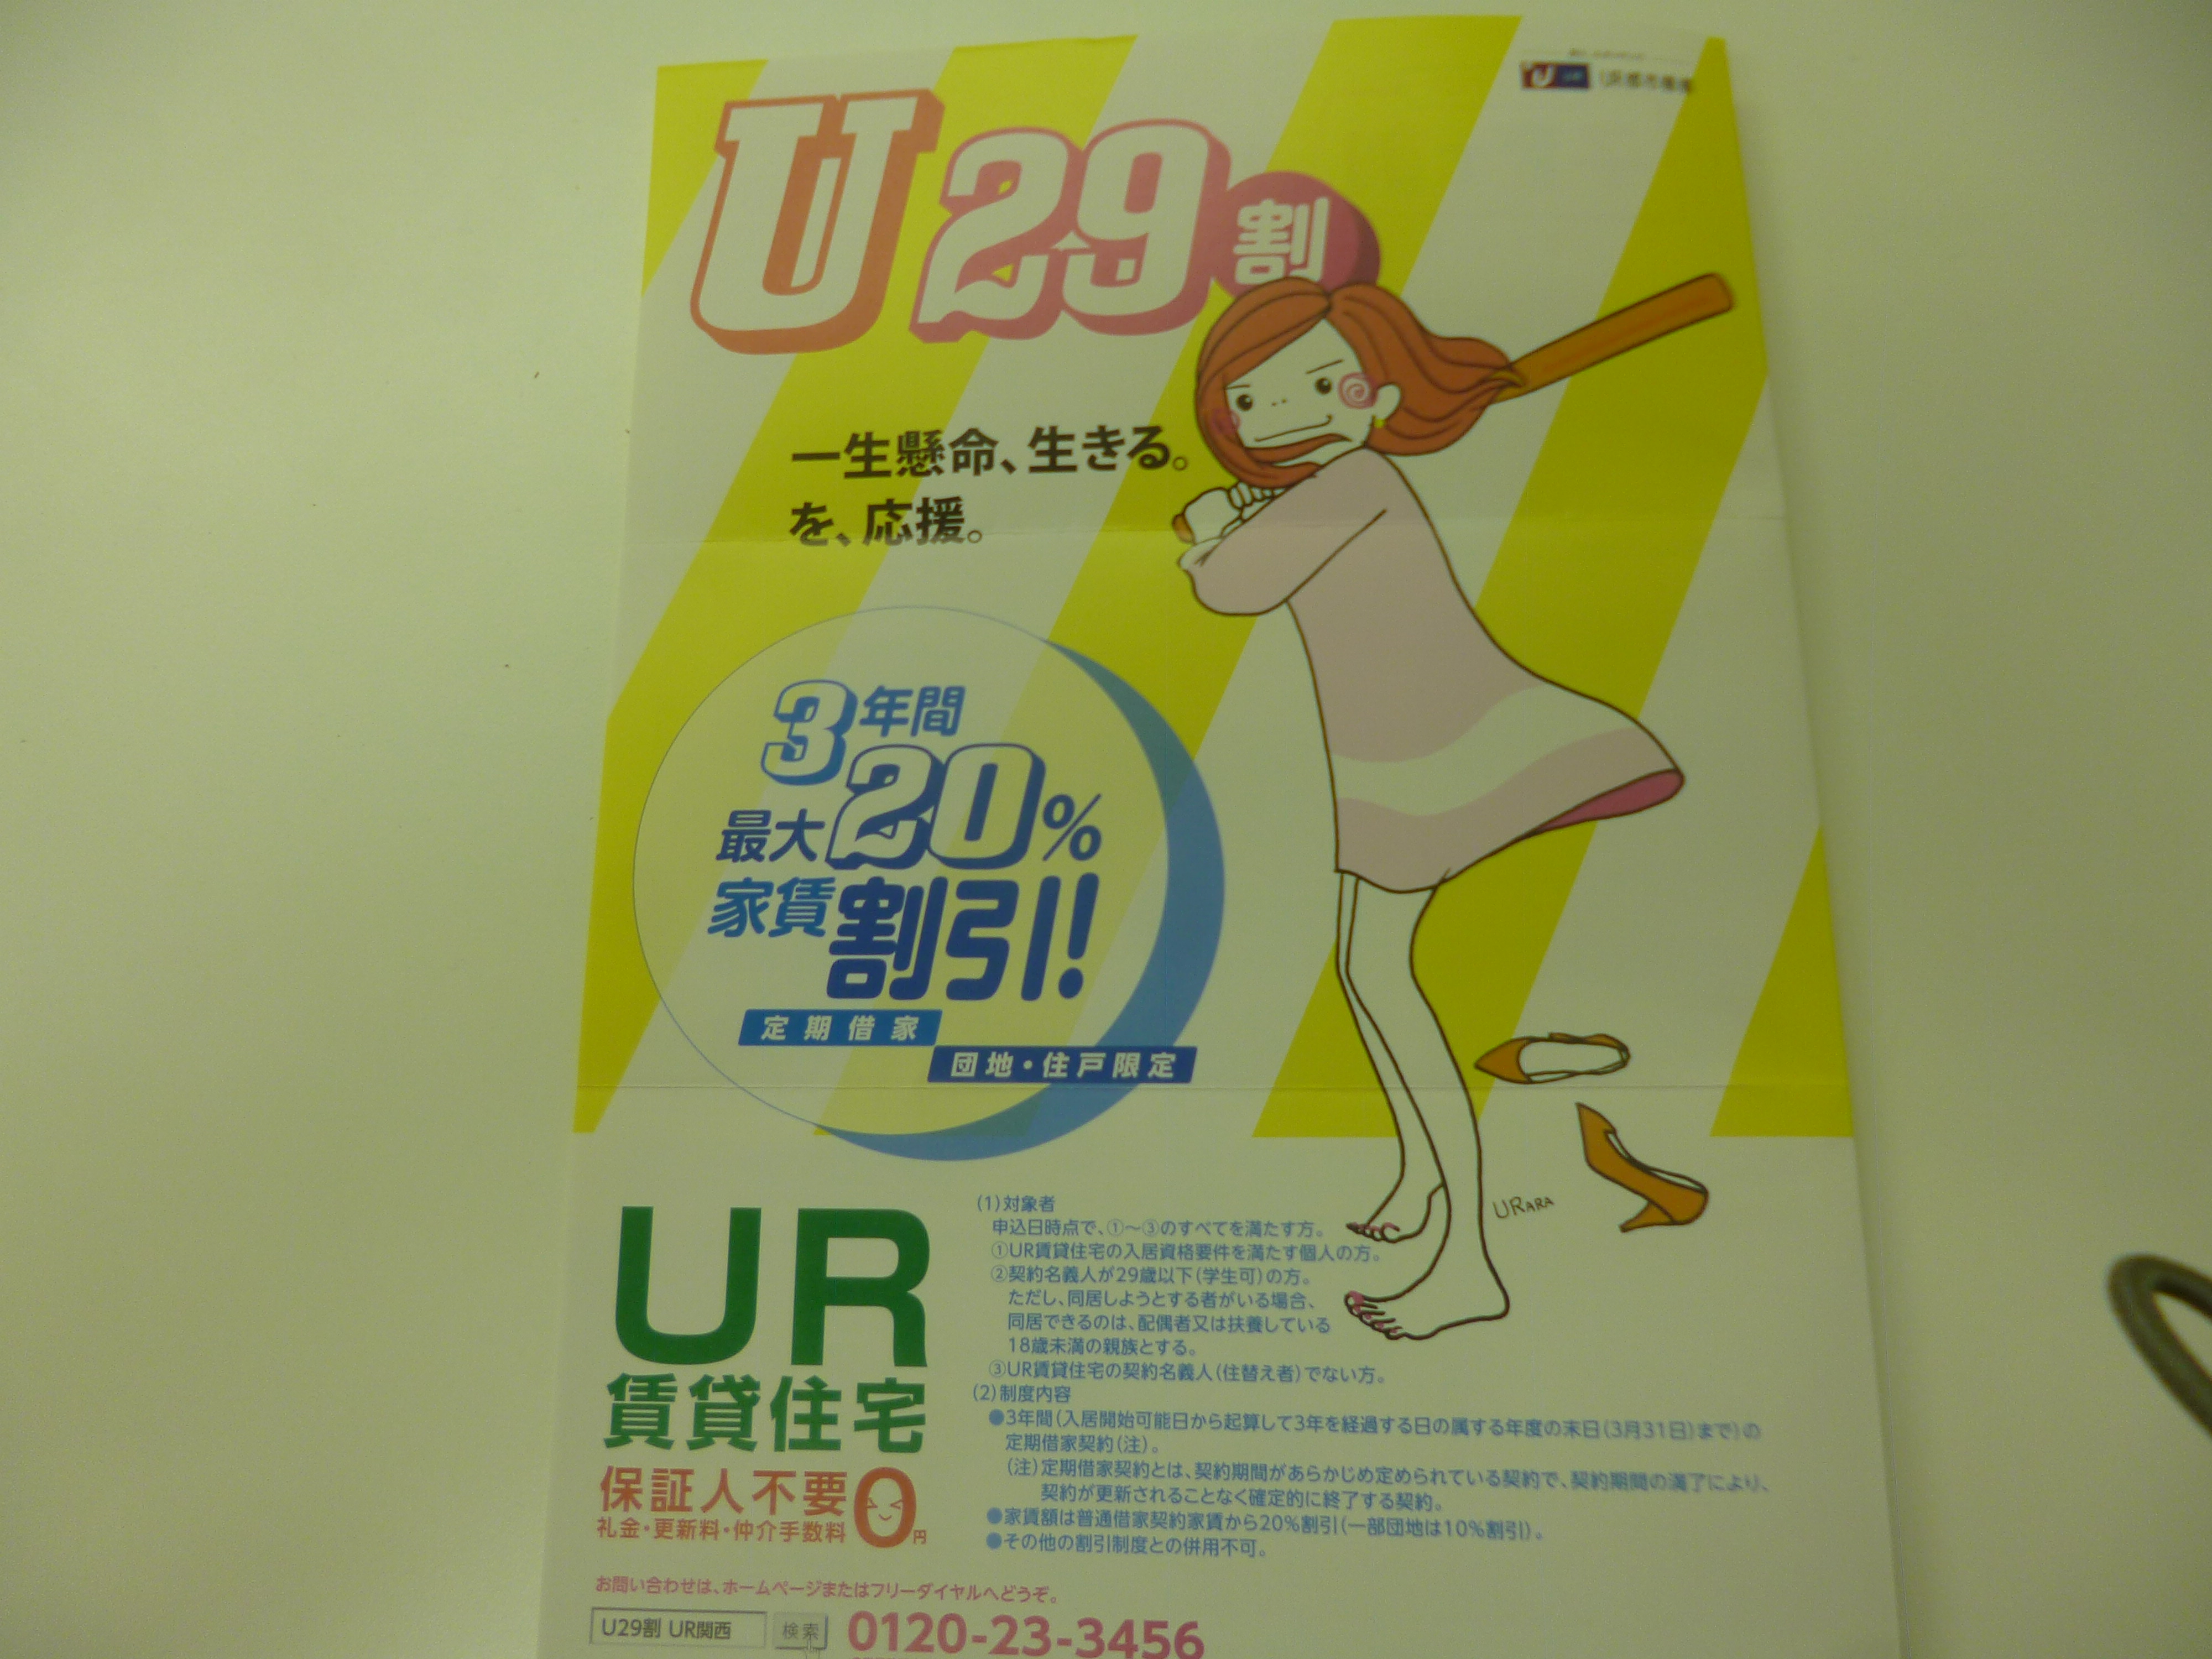 UR都市機構
U29割
一生懸命、生きる。
を、応援。
3年間
最大20%
家賃割引!
定期借家
団地・住戸限定
URARA
UR
賃貸住宅
保証人不要
礼金・更新料・仲介手数料0円
(1)対象者
申込日時点で、①〜③のすべてを満たす方。
①UR賃貸住宅の入居資格要件を満たす個人の方。
②契約名義人が29歳以下(学生可)の方。
ただし、同居しようとする者がいる場合、
同居できるのは、配偶者又は扶養している
18歳未満の親族とする。
③UR賃貸住宅の契約名義人(住替え者)でない方。
(2)制度内容
●3年間(入居開始可能日から起算して3年を経過する日の属する年度の末日(3月31日)まで)の
定期借家契約(注)。
(注)定期借家契約とは、契約期間があらかじめ定められている契約で、契約期間の満了により、
契約が更新されることなく確定的に終了する契約。
●家賃額は普通借家契約家賃から20%割引(一部団地は10%割引)。
●その他の割引制度との併用不可。
お問い合わせは、ホームページまたはフリーダイヤルへどうぞ。
U29割 UR関西 検索 0120-23-3456